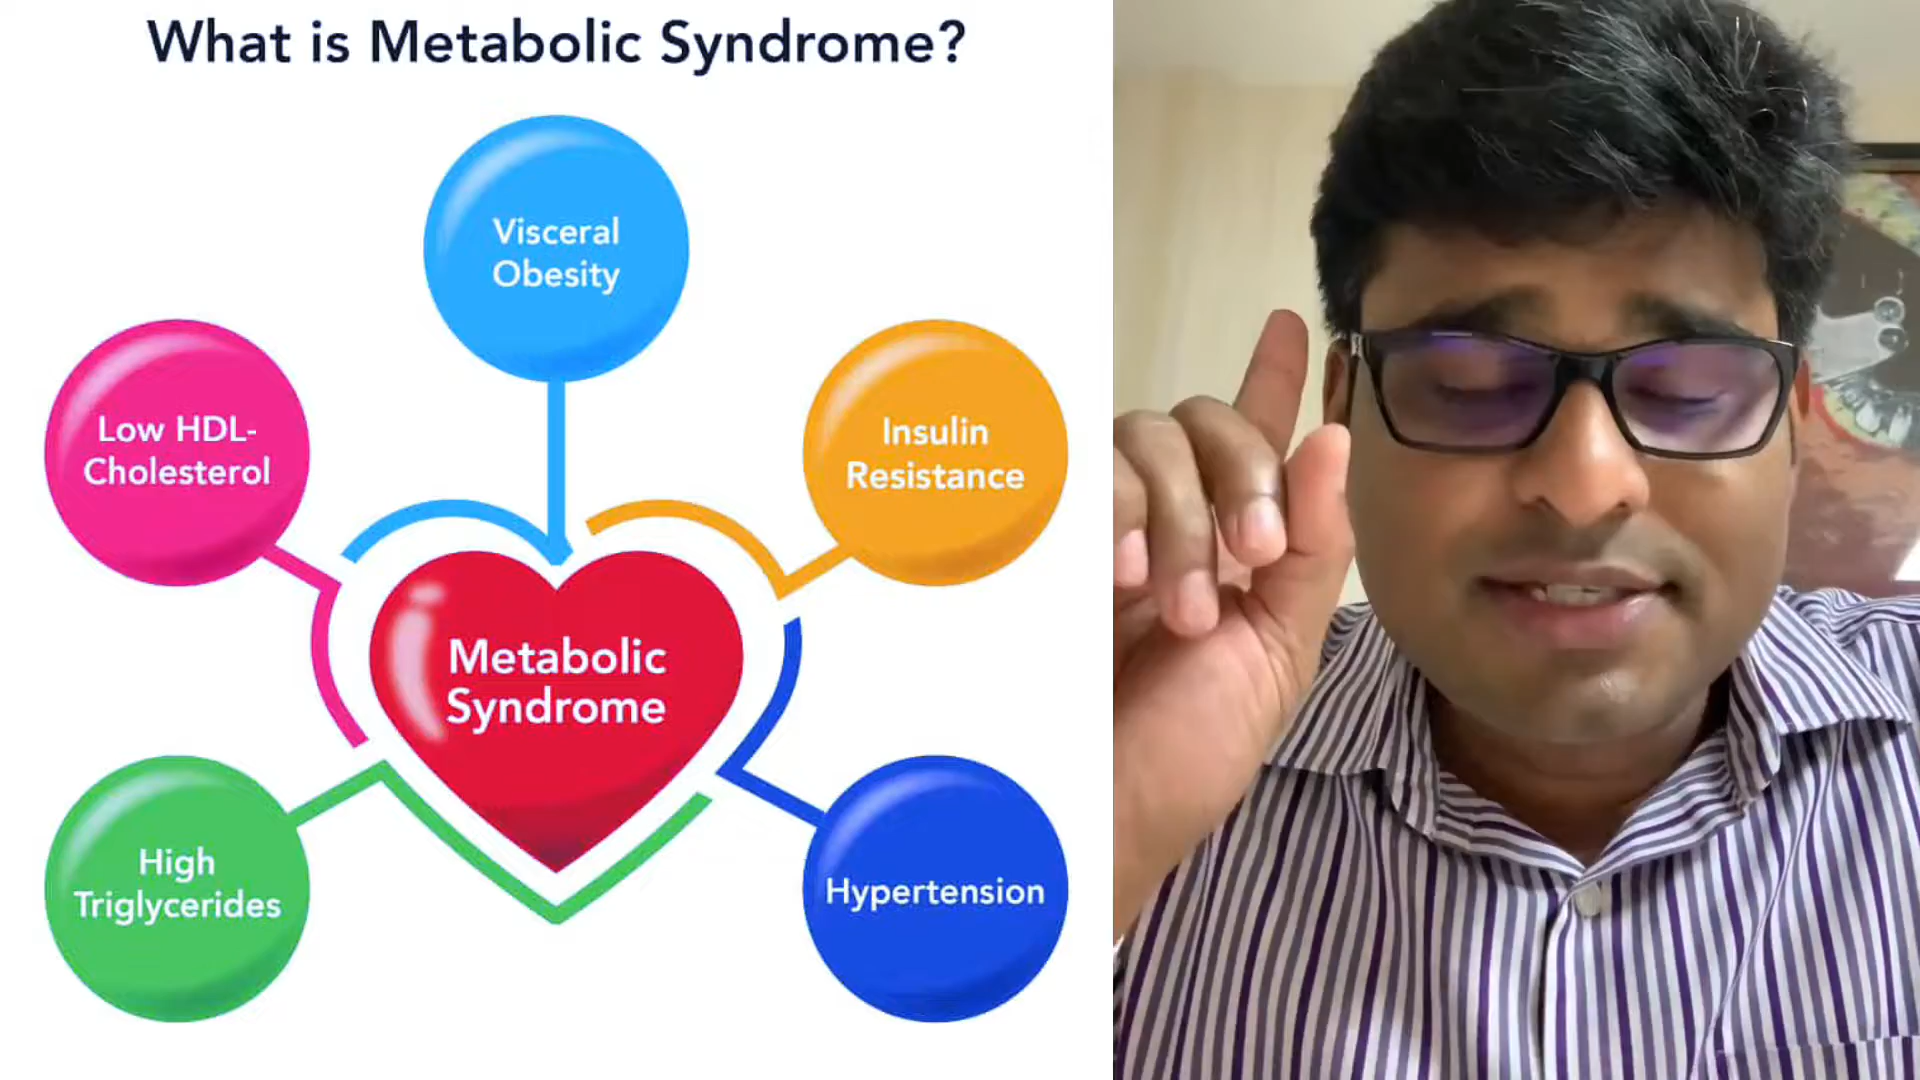 What is Metabolic Syndrome?
Visceral
Obesity
Low HDL-
Cholesterol
Insulin
Resistance
Metabolic
Syndrome
High
Triglycerides
Hypertension